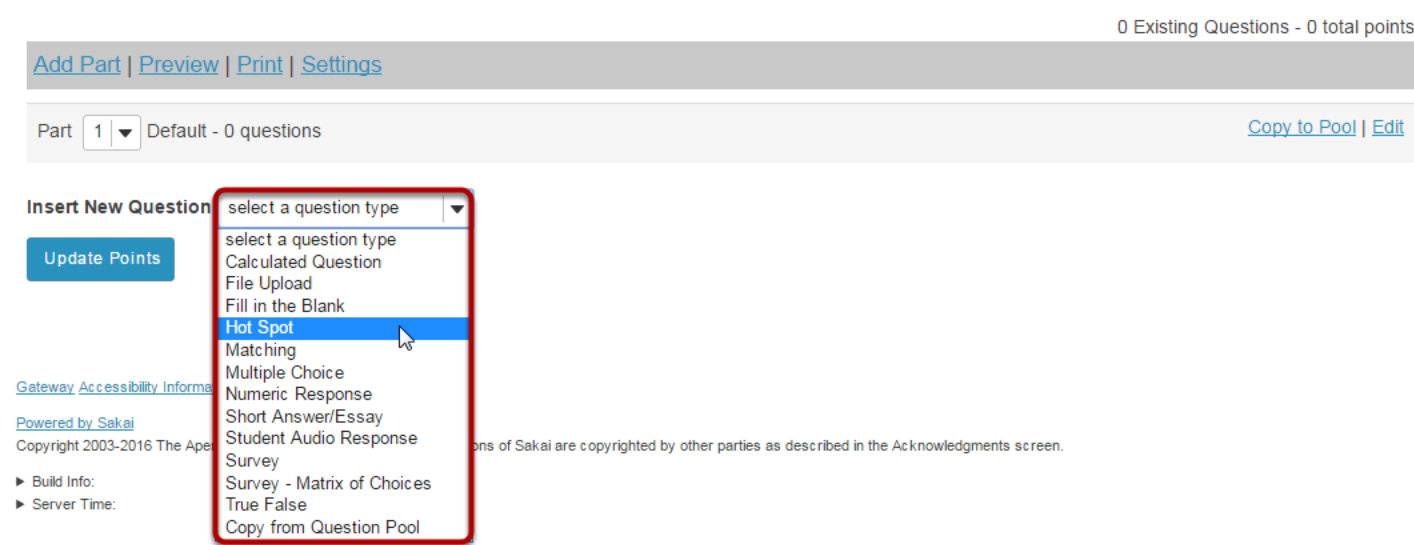 0 Existing Questions - 0 total points
Add Part | Preview | Print | Settings
Part 1 Default - 0 questions
Copy to Pool | Edit
Insert New Question select a question type
Update Points
select a question type
Calculated Question
File Upload
Fill in the Blank
Hot Spot
Matching
Multiple Choice
Numeric Response
Short Answer/Essay
Student Audio Response
Survey
Survey - Matrix of Choices
True False
Copy from Question Pool
Gateway Accessibility
Powered by Sakai
Copyright 2003-2016 The of Sakai are copyrighted by other parties as described in the Acknowledgments screen.
Build Info:
Server Time: